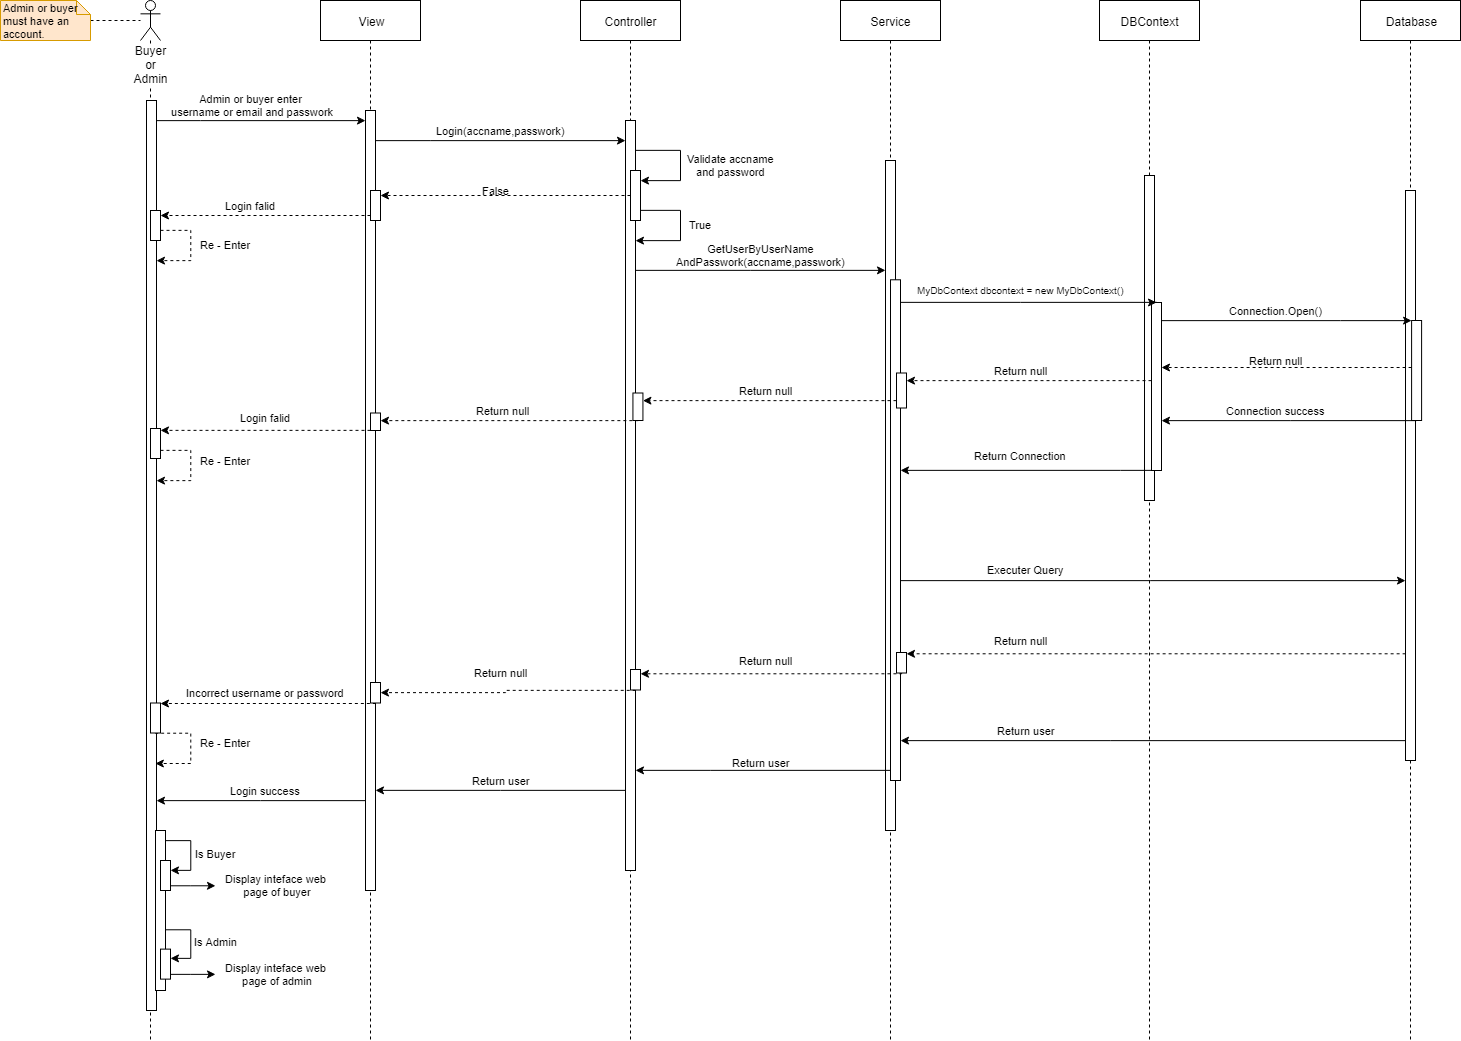 Admin or buyer
must have an
account.
Buyer
or
Admin
View
Controller
Service
DBContext
Database
Admin or buyer enter
username or email and password
Login(accname,passwork)
Validate accname
and password
False
Login falid
True
Re - Enter
GetUserByUserName
AndPasswork(accname,passwork)
MyDbContext dbcontext = new MyDbContext()
Connection.Open()
Return null
Return null
Return null
Return null
Connection success
Login falid
Return Connection
Re - Enter
Executer Query
Return null
Return null
Return null
Incorrect username or password
Return user
Re - Enter
Return user
Return user
Login success
Is Buyer
Display inteface web
page of buyer
Is Admin
Display inteface web
page of admin